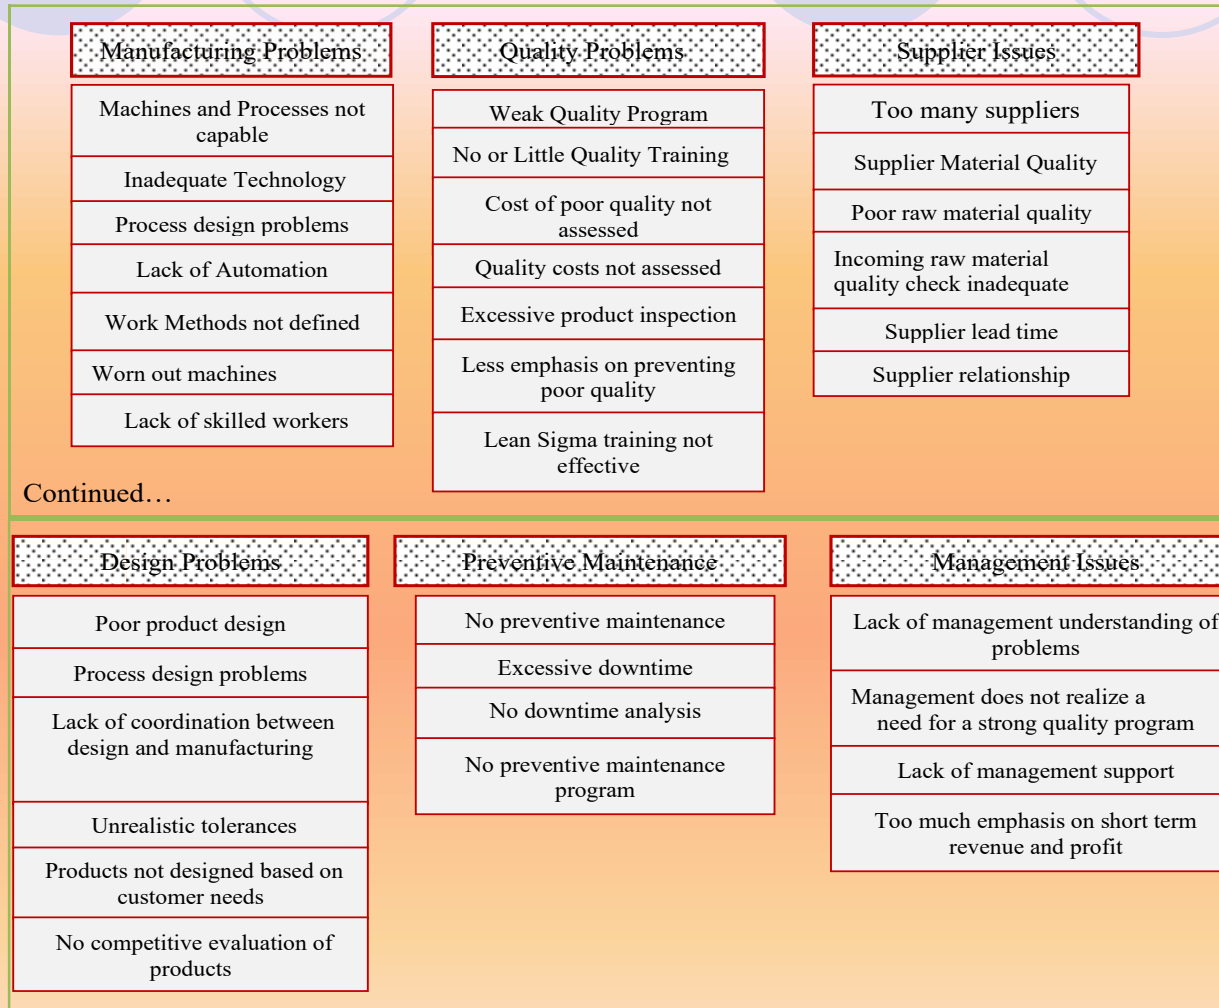 Manufacturing Problems
Machines and Processes not
capable
Inadequate Technology
Process design problems
Lack of Automation
Work Methods not defined
Worn out machines
Lack of skilled workers
Quality Problems
Weak Quality Program
No or Little Quality Training
Cost of poor quality not
assessed
Quality costs not assessed
Excessive product inspection
Less emphasis on preventing
poor quality
Lean Sigma training not
effective
Supplier Issues
Too many suppliers
Supplier Material Quality
Poor raw material quality
Incoming raw material
quality check inadequate
Supplier lead time
Supplier relationship
Continued…
Design Problems
Poor product design
Process design problems
Lack of coordination between
design and manufacturing
Unrealistic tolerances
Products not designed based on
customer needs
No competitive evaluation of
products
Preventive Maintenance
No preventive maintenance
Excessive downtime
No downtime analysis
No preventive maintenance
program
Management Issues
Lack of management understanding of
problems
Management does not realize a
need for a strong quality program
Lack of management support
Too much emphasis on short term
revenue and profit